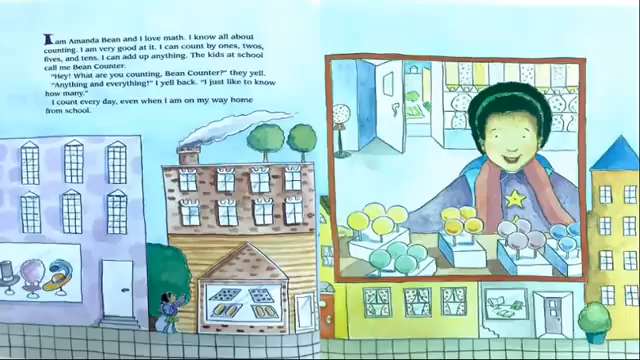 I am Amanda Bean and I love math. I know all about
counting. I am very good at it. I can count by ones, twos,
fives, and tens. I can add up anything. The kids at school
call me Bean Counter.
"Hey! What are you counting, Bean Counter?" they yell.
"Anything and everything!" I yell back. "I just like to know
how many."
I count every day, even when I am on my way home
from school.